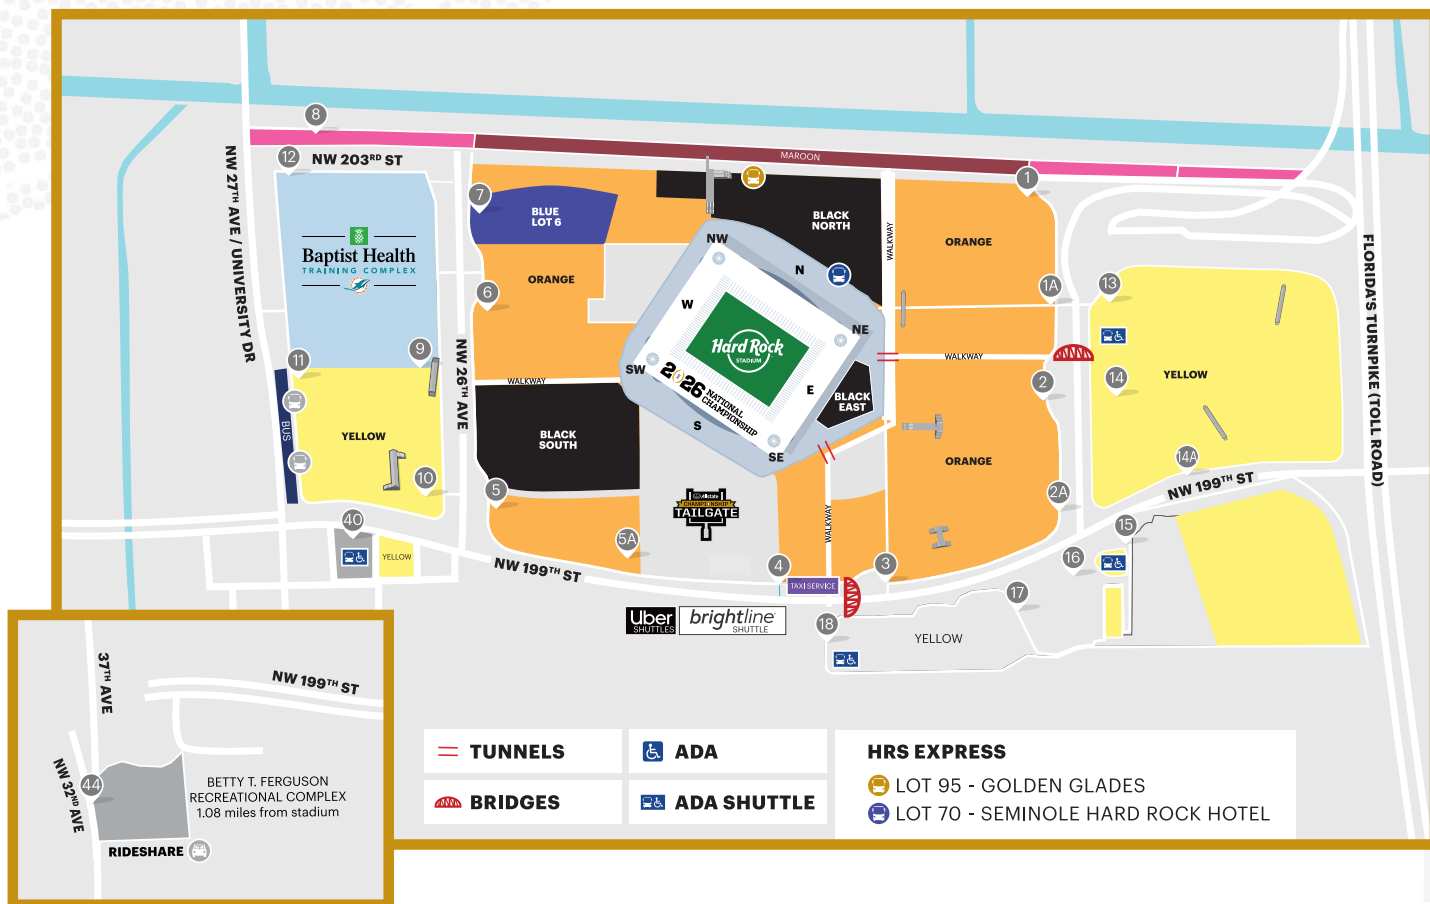 8
12
NW 203RD ST
MAROON
1
7
BLUE
LOT 6
BLACK
NORTH
WALKWAY
ORANGE
NW 27TH AVE / UNIVERSITY DR
Baptist Health
TRAINING COMPLEX
NW
N
W
NE
ORANGE
6
1A
13
FLORIDA'S TURNPIKE (TOLL ROAD)
Hard Rock
STADIUM
2026 NATIONAL
CHAMPIONSHIP
SW
S
E
SE
WALKWAY
11
9
NW 26TH AVE
WALKWAY
BLACK
EAST
2
14
YELLOW
BUS
YELLOW
BLACK
SOUTH
ORANGE
10
5
2A
14A
NW 199TH ST
Allstate
CHAMPIONSHIP
TAILGATE
WALKWAY
40
YELLOW
5A
NW 199TH ST
4
TAXI SERVICE
3
15
16
17
Uber
SHUTTLES
brightline
SHUTTLE
18
YELLOW
37TH AVE
NW 199TH ST
NW 32ND AVE
44
BETTY T. FERGUSON
RECREATIONAL COMPLEX
1.08 miles from stadium
RIDESHARE
TUNNELS
ADA
BRIDGES
ADA SHUTTLE
HRS EXPRESS
LOT 95 - GOLDEN GLADES
LOT 70 - SEMINOLE HARD ROCK HOTEL